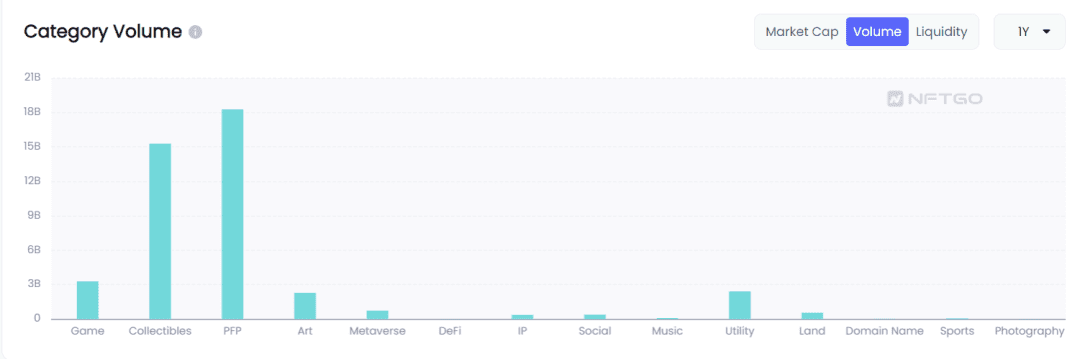 Category Volume
Market Cap Volume Liquidity
1Y
21B
18B
15B
12B
9B
6B
3B
0
NFTGO
Game Collectibles PFP Art Metaverse DeFi IP Social Music Utility Land Domain Name Sports Photography